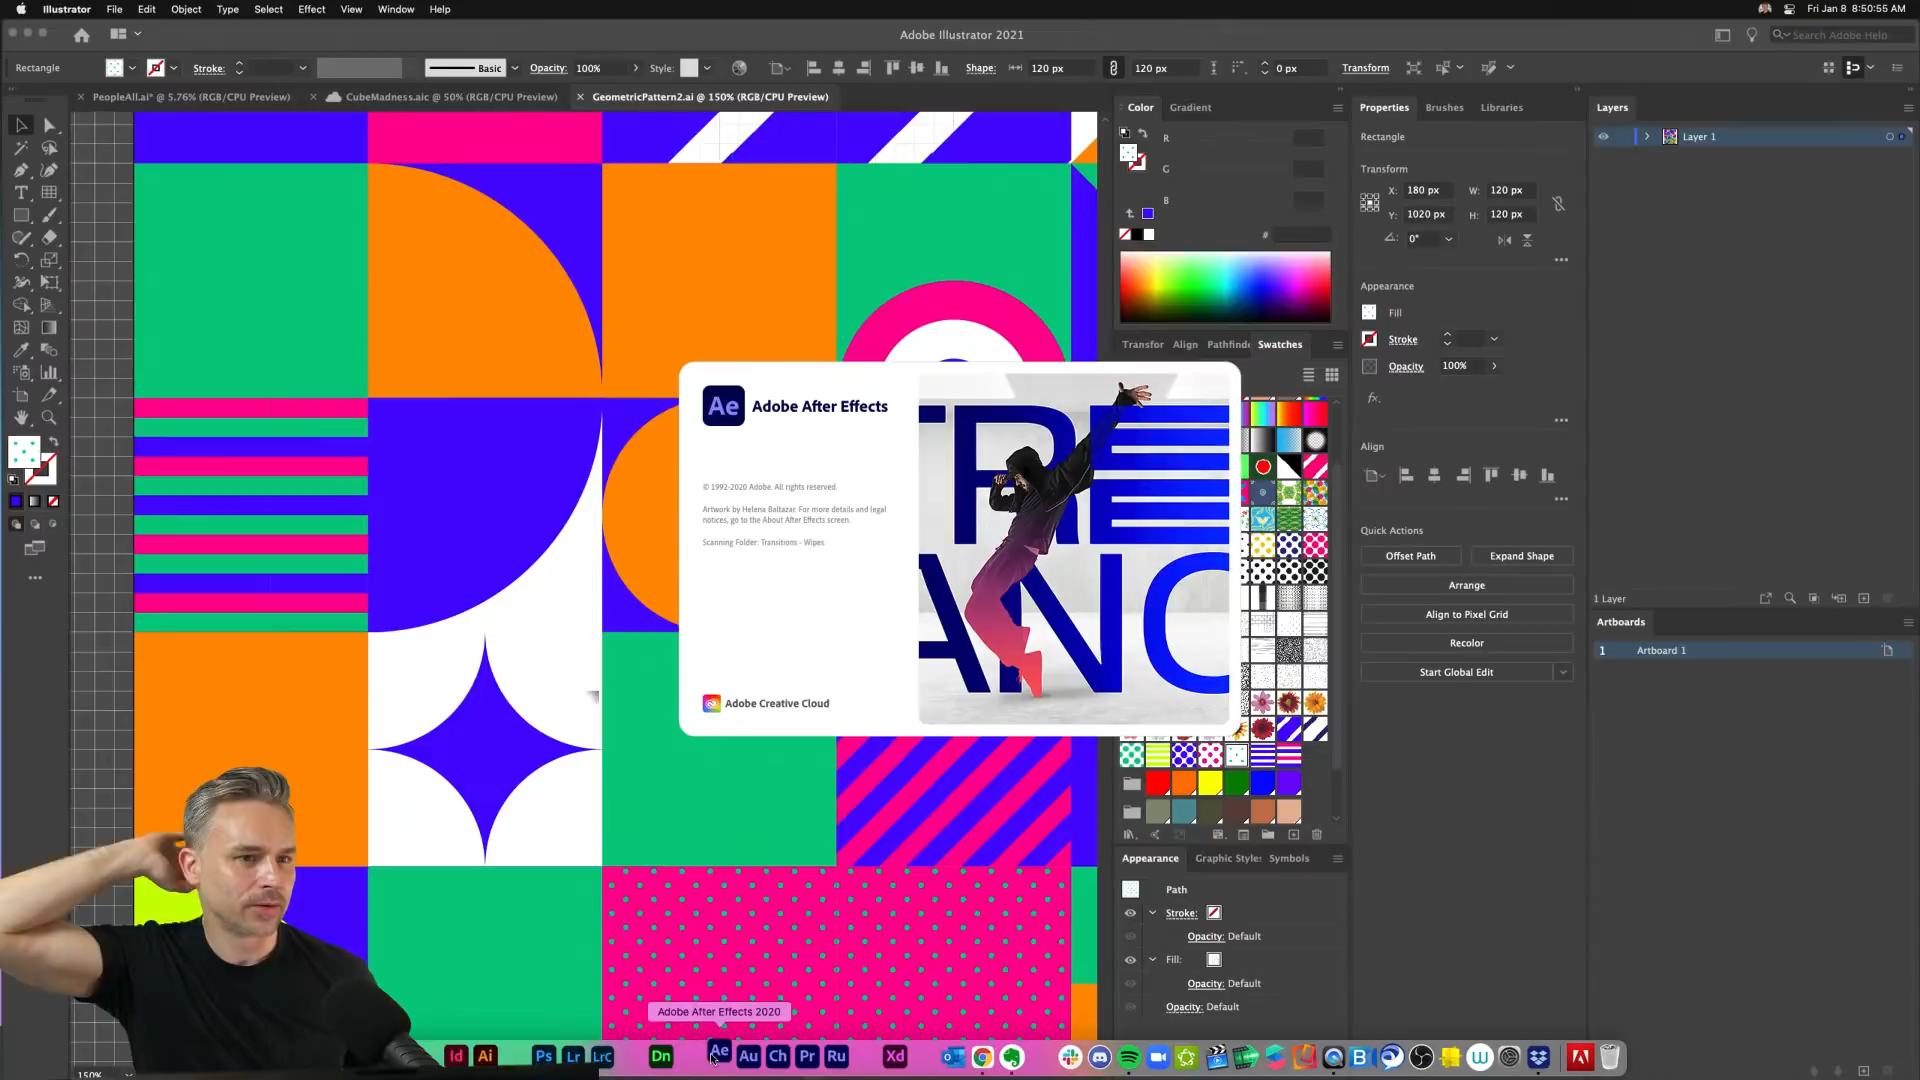 Illustrator File Edit Object Type Select Effect View Window Help
Fri Jan 8 8:50:55 AM
Adobe Illustrator 2021
Search Adobe Help
Rectangle
Stroke:
Basic
Opacity: 100%
Style:
Shape: 120 px
120 px
0 px
Transform
PeopleAll.ai* @ 5.76% (RGB/CPU Preview)
CubeMadness.aic @ 50% (RGB/CPU Preview)
GeometricPattern2.ai @ 150% (RGB/CPU Preview)
Color Gradient
R
G
B
#
Transfor Align Pathfinde Swatches
Properties Brushes Libraries
Rectangle
Transform
X: 180 px W: 120 px
Y: 1020 px H: 120 px
0°
Appearance
Fill
Stroke
Opacity 100%
fx.
Align
Quick Actions
Offset Path Expand Shape
Arrange
Align to Pixel Grid
Recolor
Start Global Edit
Layers
Layer 1
1 Layer
Artboards
1 Artboard 1
Ae Adobe After Effects
© 1992-2020 Adobe. All rights reserved.
Artwork by Helena Baltazar. For more details and legal
notices, go to the About After Effects screen.
Scanning Folder: Transitions - Wipes
Adobe Creative Cloud
TRE
ANC
Appearance Graphic Styles Symbols
Path
Stroke:
Opacity: Default
Fill:
Opacity: Default
Opacity: Default
Adobe After Effects 2020
Id Ai Ps Lr LrC Dn Ae Au Ch Pr Ru Xd
150%